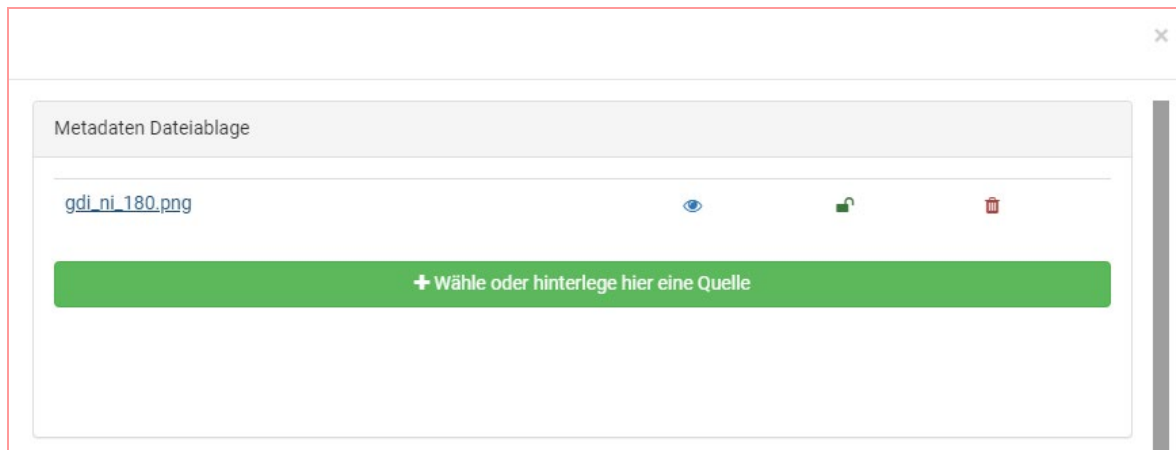 ×
Metadaten Dateiablage
gdi_ni_180.png
+ Wähle oder hinterlege hier eine Quelle